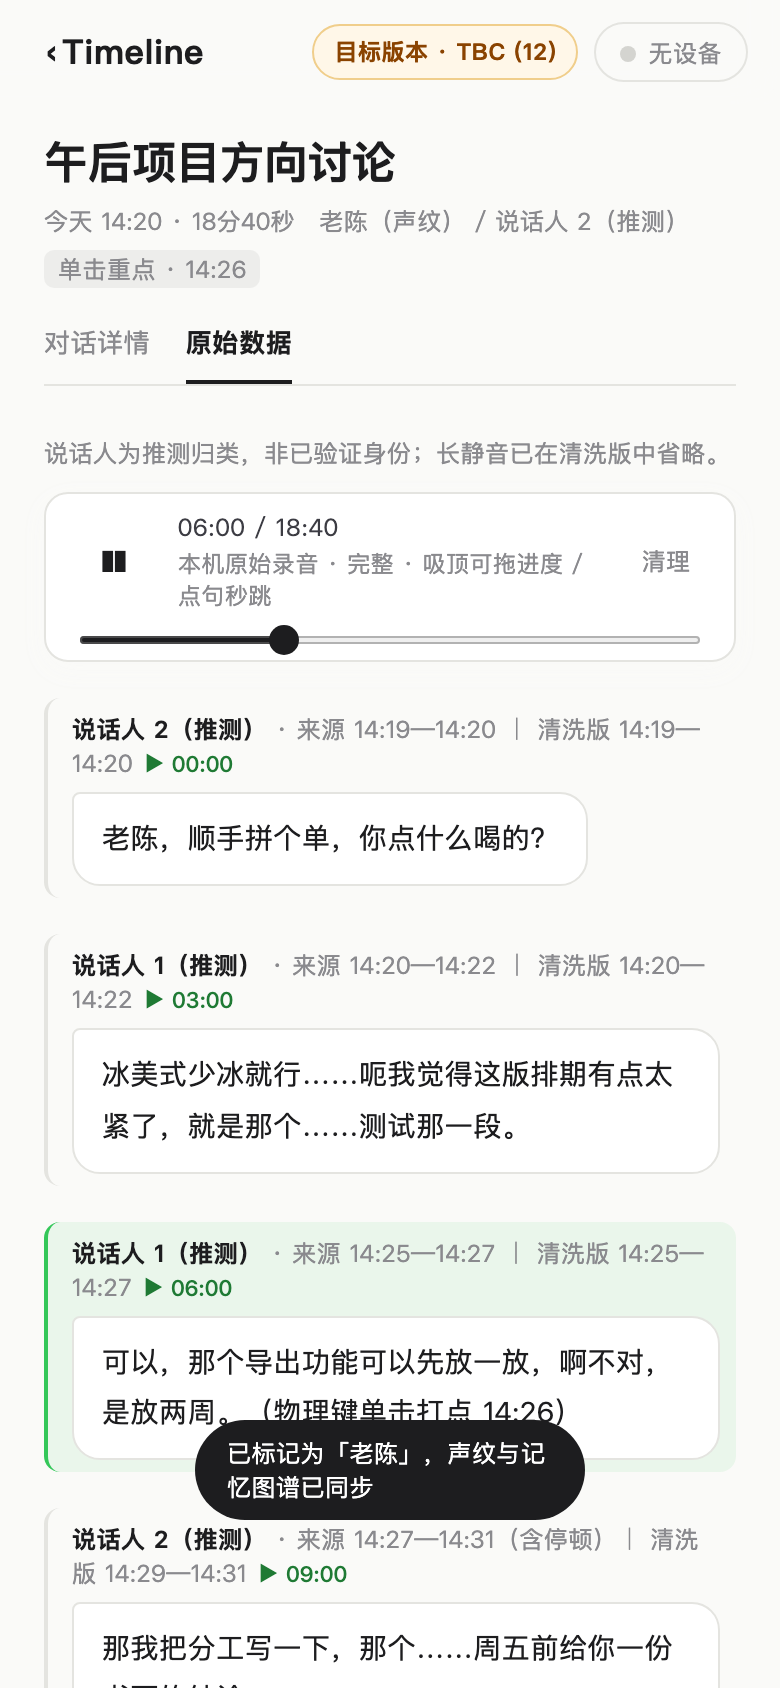 ‹ Timeline
目标版本 · TBC (12)
无设备
午后项目方向讨论
今天 14:20 · 18分40秒 老陈（声纹） / 说话人 2（推测）
单击重点 · 14:26
对话详情 原始数据
说话人为推测归类，非已验证身份；长静音已在清洗版中省略。
06:00 / 18:40
本机原始录音 · 完整 · 吸顶可拖进度 /
点句秒跳
清理
说话人 2（推测） · 来源 14:19—14:20 ｜ 清洗版 14:19—
14:20 ▶ 00:00
老陈，顺手拼个单，你点什么喝的？
说话人 1（推测） · 来源 14:20—14:22 ｜ 清洗版 14:20—
14:22 ▶ 03:00
冰美式少冰就行……呃我觉得这版排期有点太
紧了，就是那个……测试那一段。
说话人 1（推测） · 来源 14:25—14:27 ｜ 清洗版 14:25—
14:27 ▶ 06:00
可以，那个导出功能可以先放一放，啊不对，
是放两周。（物理键单击打点 14:26）
已标记为「老陈」，声纹与记
忆图谱已同步
说话人 2（推测） · 来源 14:27—14:31（含停顿） ｜ 清洗
版 14:29—14:31 ▶ 09:00
那我把分工写一下，那个……周五前给你一份